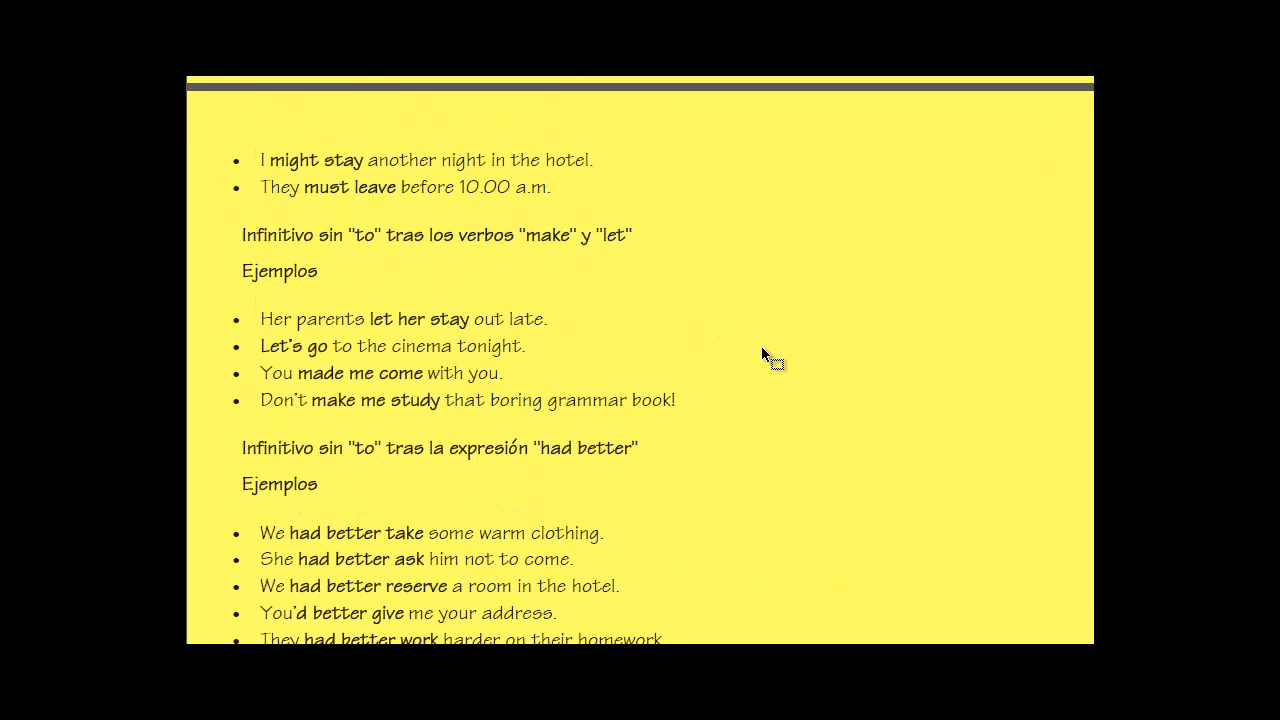 • I might stay another night in the hotel.
• They must leave before 10.00 a.m.
Infinitivo sin "to" tras los verbos "make" y "let"
Ejemplos
• Her parents let her stay out late.
• Let's go to the cinema tonight.
• You made me come with you.
• Don't make me study that boring grammar book!
Infinitivo sin "to" tras la expresión "had better"
Ejemplos
• We had better take some warm clothing.
• She had better ask him not to come.
• We had better reserve a room in the hotel.
• You'd better give me your address.
• They had better work harder on their homework